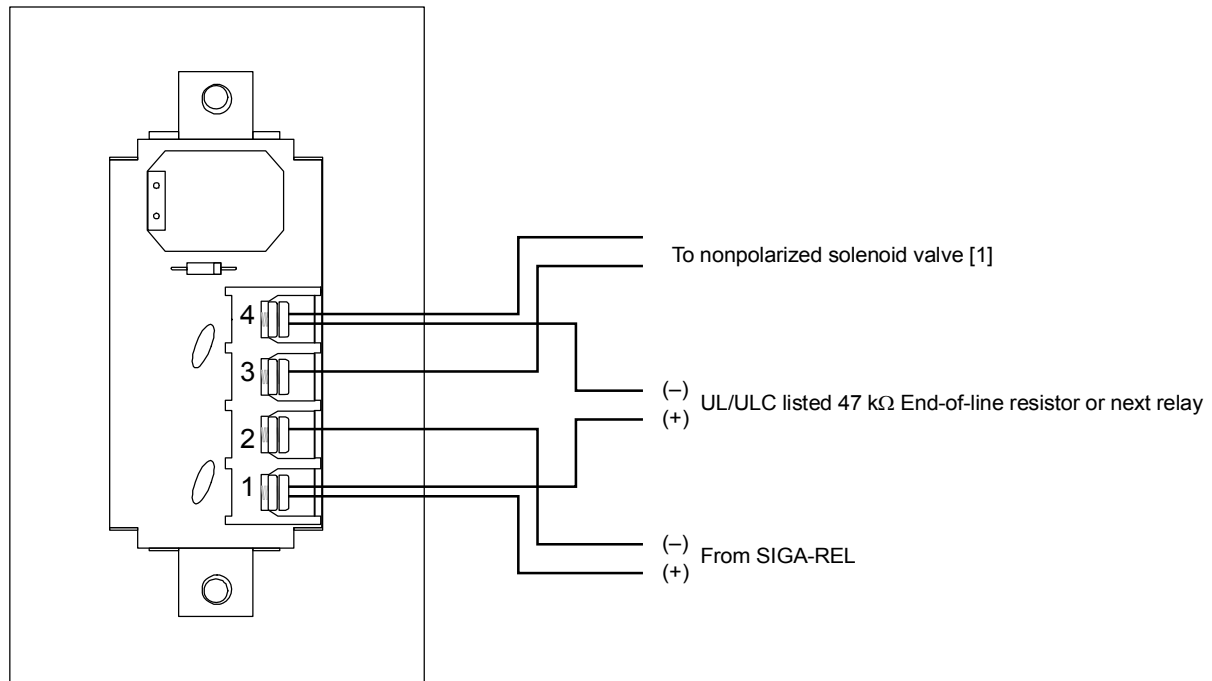 To nonpolarized solenoid valve [1]
4
3
(–)
UL/ULC listed 47 kΩ End-of-line resistor or next relay
(+)
2
1
(–)
From SIGA-REL
(+)